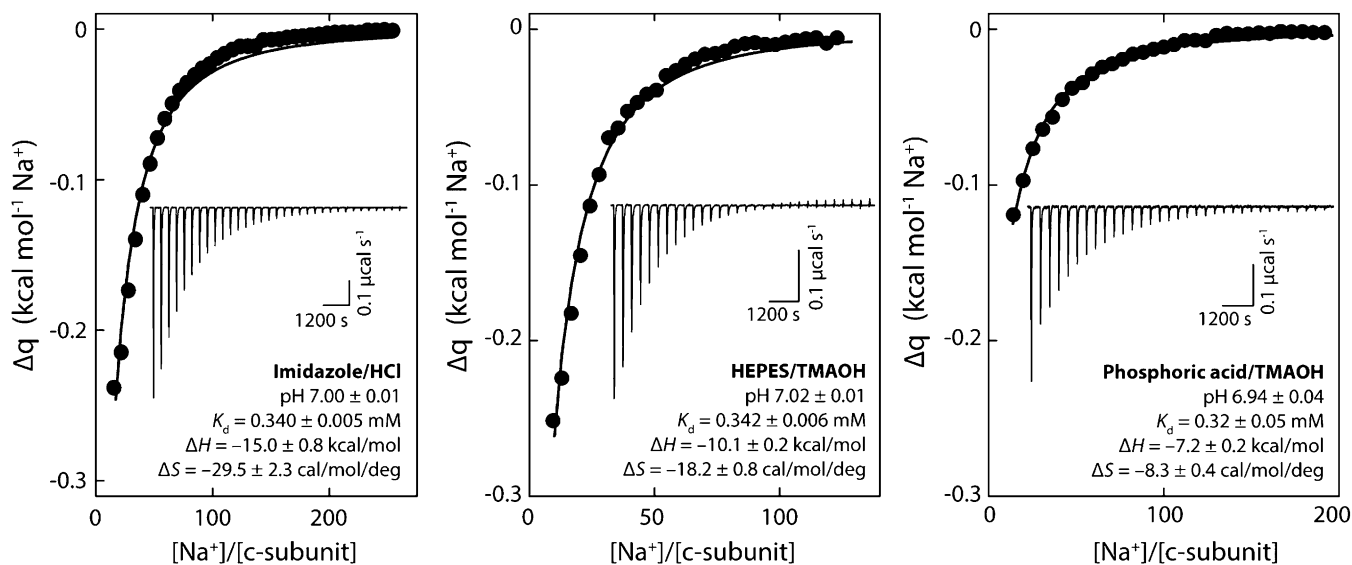 0
-0.1
-0.2
-0.3
Δq (kcal mol⁻¹ Na⁺)
0.1 μcal s⁻¹
1200 s
Imidazole/HCl
pH 7.00 ± 0.01
Kd = 0.340 ± 0.005 mM
ΔH = –15.0 ± 0.8 kcal/mol
ΔS = –29.5 ± 2.3 cal/mol/deg
0 100 200
[Na⁺]/[c-subunit]
0
-0.1
-0.2
-0.3
Δq (kcal mol⁻¹ Na⁺)
0.1 μcal s⁻¹
1200 s
HEPES/TMAOH
pH 7.02 ± 0.01
Kd = 0.342 ± 0.006 mM
ΔH = –10.1 ± 0.2 kcal/mol
ΔS = –18.2 ± 0.8 cal/mol/deg
0 50 100
[Na⁺]/[c-subunit]
0
-0.1
-0.2
-0.3
Δq (kcal mol⁻¹ Na⁺)
0.1 μcal s⁻¹
1200 s
Phosphoric acid/TMAOH
pH 6.94 ± 0.04
Kd = 0.32 ± 0.05 mM
ΔH = –7.2 ± 0.2 kcal/mol
ΔS = –8.3 ± 0.4 cal/mol/deg
0 100 200
[Na⁺]/[c-subunit]